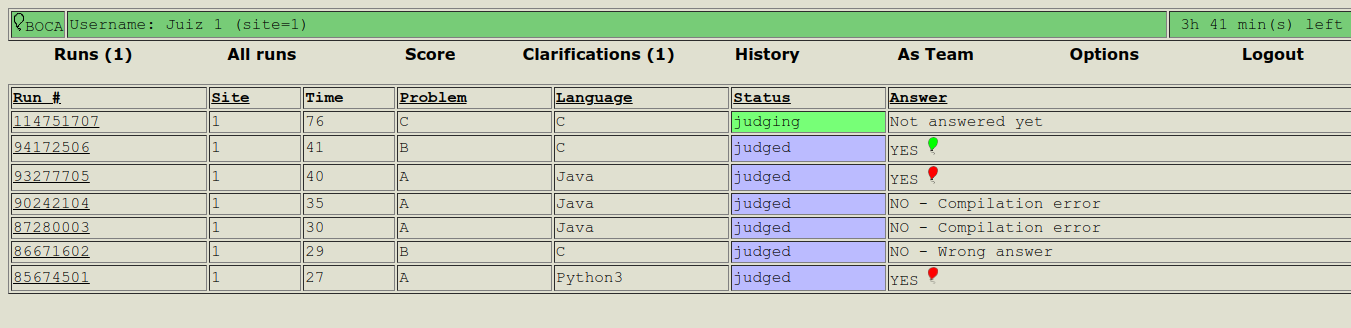 BOCA Username: Juiz 1 (site=1) 3h 41 min(s) left
Runs (1) All runs Score Clarifications (1) History As Team Options Logout
Run # Site Time Problem Language Status Answer
114751707 1 76 C C judging Not answered yet
94172506 1 41 B C judged YES
93277705 1 40 A Java judged YES
90242104 1 35 A Java judged NO - Compilation error
87280003 1 30 A Java judged NO - Compilation error
86671602 1 29 B C judged NO - Wrong answer
85674501 1 27 A Python3 judged YES